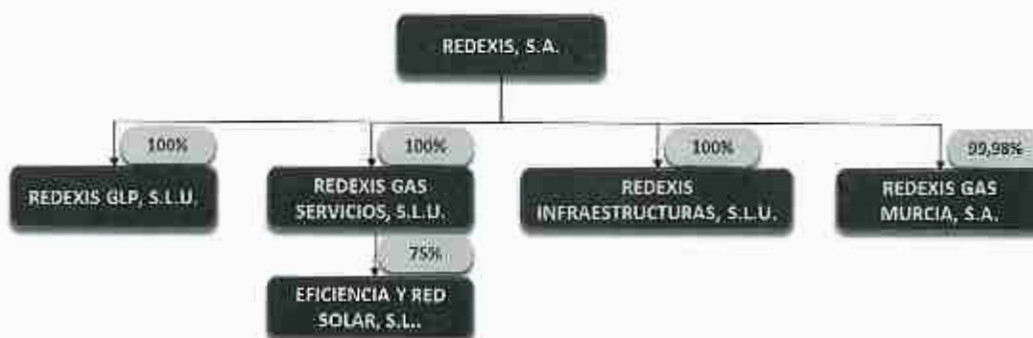 REDEXIS, S.A.
100%
100%
100%
99,98%
REDEXIS GLP, S.L.U.
REDEXIS GAS
SERVICIOS, S.L.U.
REDEXIS
INFRAESTRUCTURAS, S.L.U.
REDEXIS GAS
MURCIA, S.A.
75%
EFICIENCIA Y RED
SOLAR, S.L..